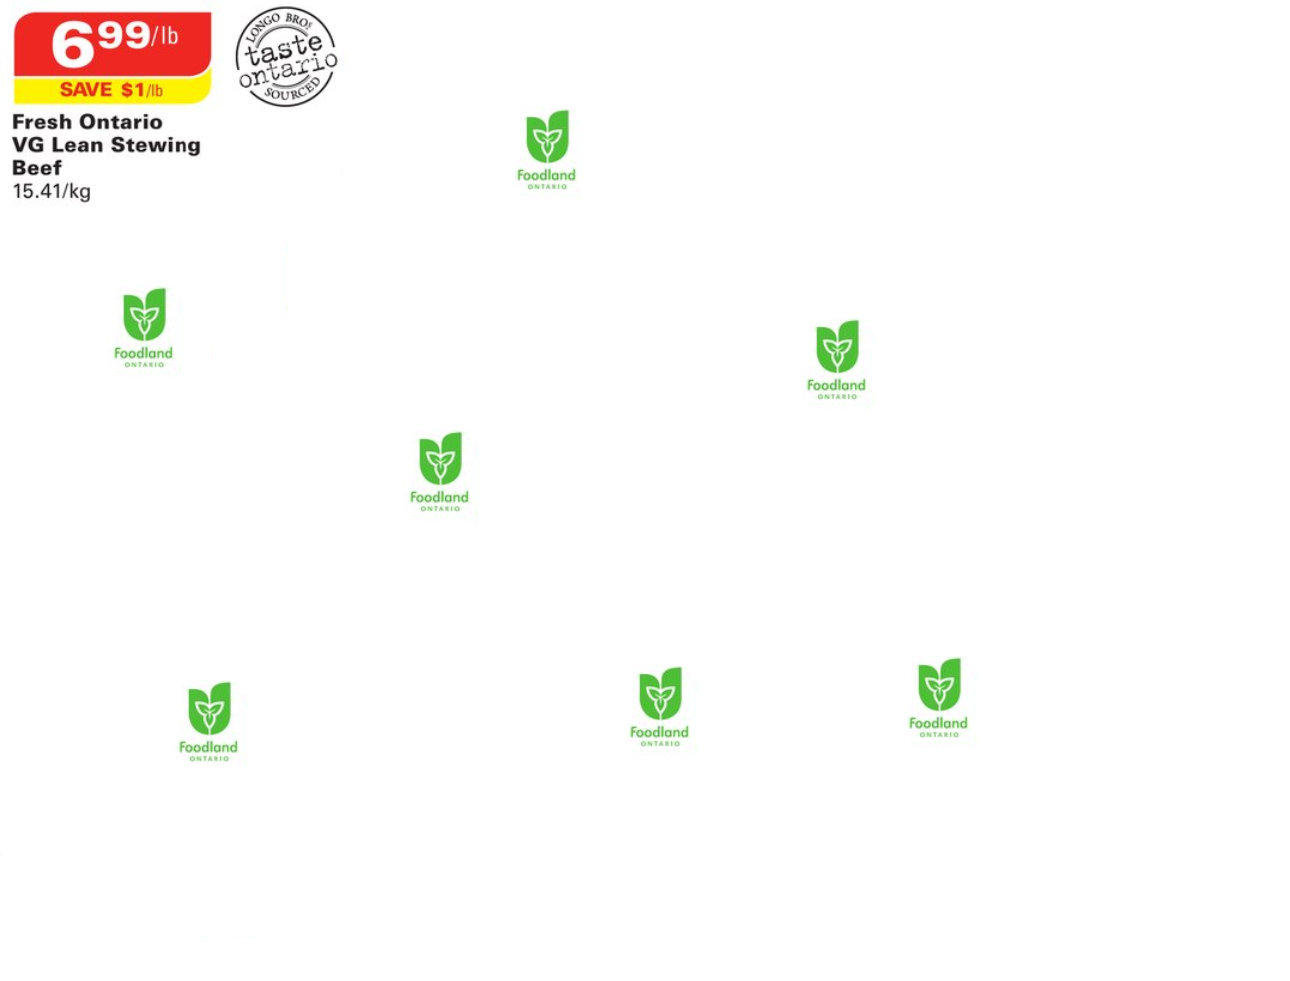 6 99/lb
SAVE $1/lb
LONGO BROS
taste
ontario
SOURCED
Fresh Ontario
VG Lean Stewing
Beef
15.41/kg
Foodland
ONTARIO
Foodland
ONTARIO
Foodland
ONTARIO
Foodland
ONTARIO
Foodland
ONTARIO
Foodland
ONTARIO
Foodland
ONTARIO